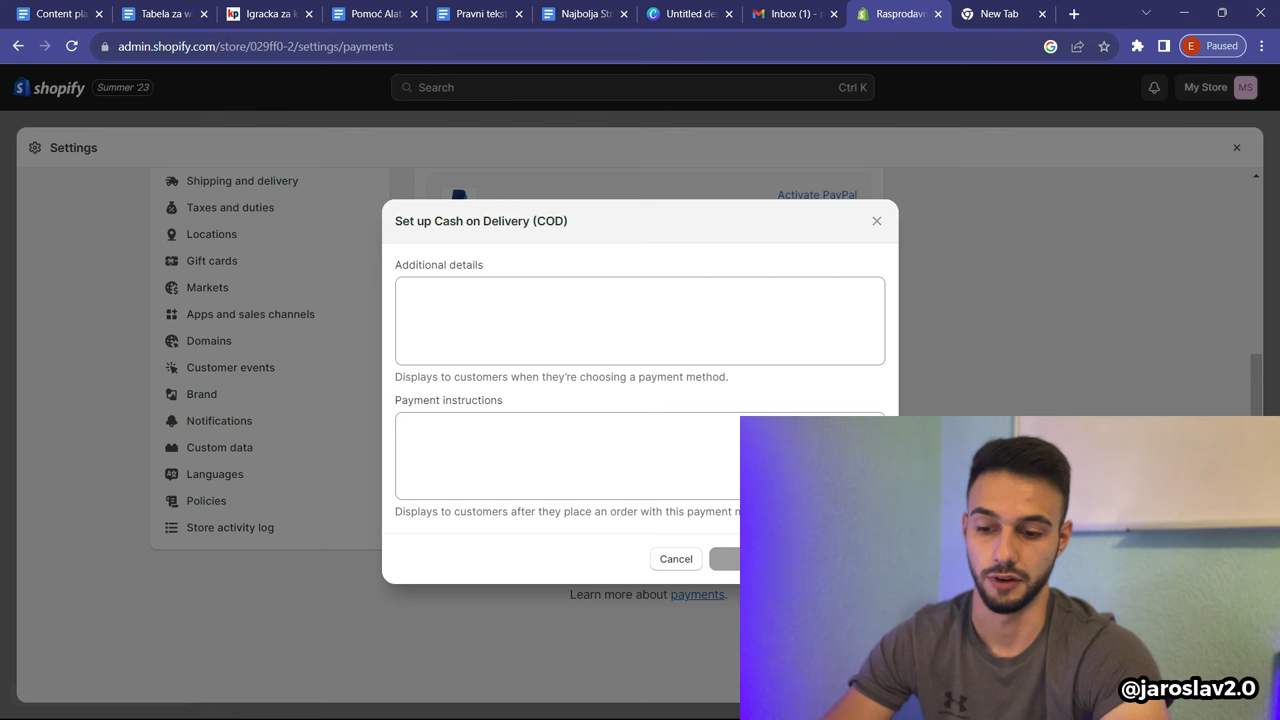 Content pla
Tabela za w
Igracka za k
Pomoć Alat
Pravni tekst
Najbolja St
Untitled de
Inbox (1) -
Rasprodav
New Tab
admin.shopify.com/store/029ff0-2/settings/payments
E Paused
shopify
Summer '23
Search
Ctrl K
My Store
MS
Settings
Shipping and delivery
Activate PayPal
Taxes and duties
Locations
Gift cards
Markets
Apps and sales channels
Domains
Customer events
Brand
Notifications
Custom data
Languages
Policies
Store activity log
Set up Cash on Delivery (COD)
Additional details
Displays to customers when they're choosing a payment method.
Payment instructions
Displays to customers after they place an order with this payment
Cancel
Learn more about payments.
@jaroslav2.0